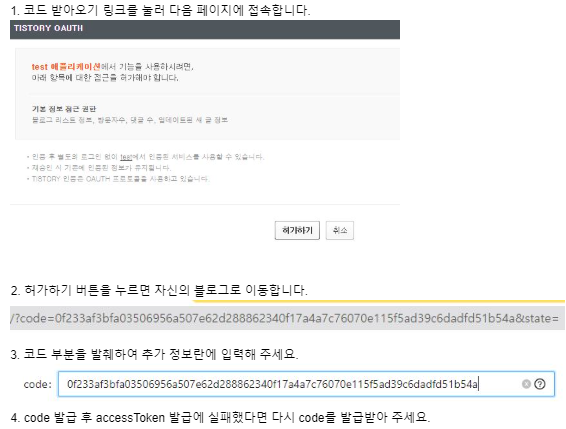 1. 코드 받아오기 링크를 눌러 다음 페이지에 접속합니다.
TISTORY OAUTH
test 애플리케이션에서 기능을 사용하시려면,
아래 항목에 대한 접근을 허가해야 합니다.
기본 정보 접근 권한
블로그 리스트 정보, 방문자수, 댓글 수, 업데이트된 새 글 정보
• 인증 후 별도의 로그인 없이 test에서 인증된 서비스를 사용할 수 있습니다.
• 재승인 시 기존에 인증된 정보가 유지됩니다.
• TISTORY 인증은 OAUTH 프로토콜을 사용하고 있습니다.
허가하기 취소
2. 허가하기 버튼을 누르면 자신의 블로그로 이동합니다.
/?code=0f233af3bfa03506956a507e62d288862340f17a4a7c76070e115f5ad39c6dadfd51b54a&state=
3. 코드 부분을 발췌하여 추가 정보란에 입력해 주세요.
code: 0f233af3bfa03506956a507e62d288862340f17a4a7c76070e115f5ad39c6dadfd51b54a
4. code 발급 후 accessToken 발급에 실패했다면 다시 code를 발급받아 주세요.